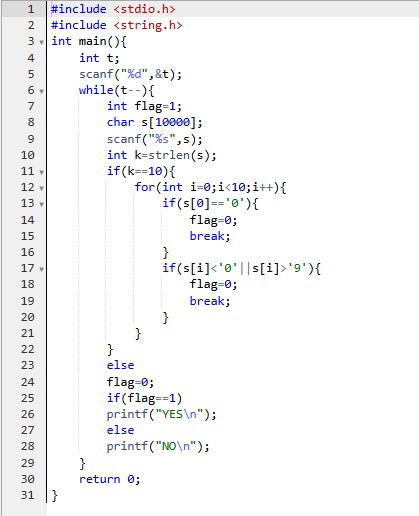 1 #include <stdio.h>
2 #include <string.h>
3 int main(){
4 int t;
5 scanf("%d",&t);
6 while(t--){
7 int flag=1;
8 char s[10000];
9 scanf("%s",s);
10 int k=strlen(s);
11 if(k==10){
12 for(int i=0;i<10;i++){
13 if(s[0]=='0'){
14 flag=0;
15 break;
16 }
17 if(s[i]<'0'||s[i]>'9'){
18 flag=0;
19 break;
20 }
21 }
22 }
23 else
24 flag=0;
25 if(flag==1)
26 printf("YES\n");
27 else
28 printf("NO\n");
29 }
30 return 0;
31 }